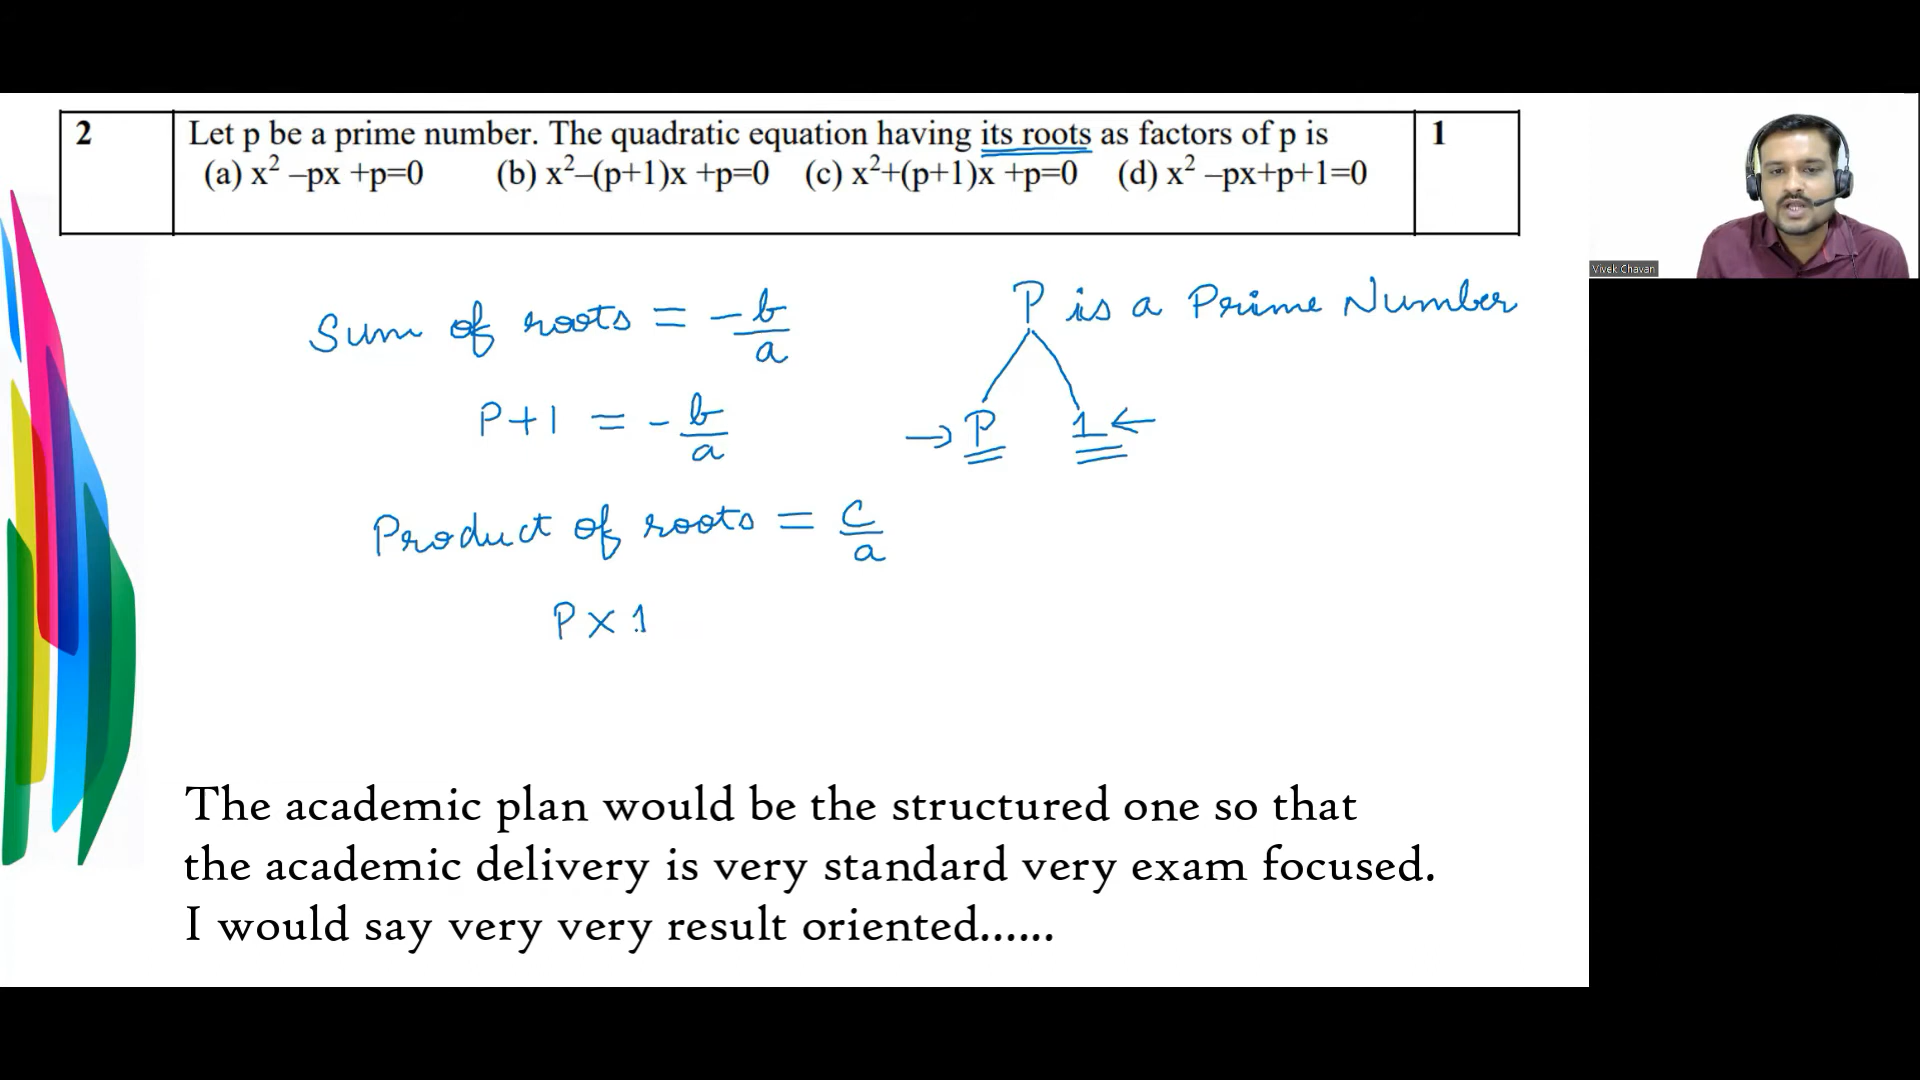 2 Let p be a prime number. The quadratic equation having its roots as factors of p is 1
(a) x² –px +p=0 (b) x²–(p+1)x +p=0 (c) x²+(p+1)x +p=0 (d) x² –px+p+1=0
Vivek Chavan
Sum of roots = -b/a
P is a Prime Number
P+1 = -b/a
→ P 1 ←
Product of roots = c/a
P × 1
The academic plan would be the structured one so that
the academic delivery is very standard very exam focused.
I would say very very result oriented......